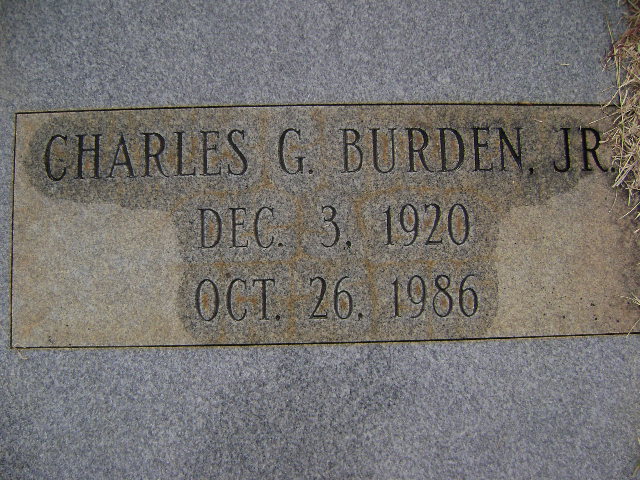 CHARLES G. BURDEN, JR.
DEC. 3, 1920
OCT. 26, 1986